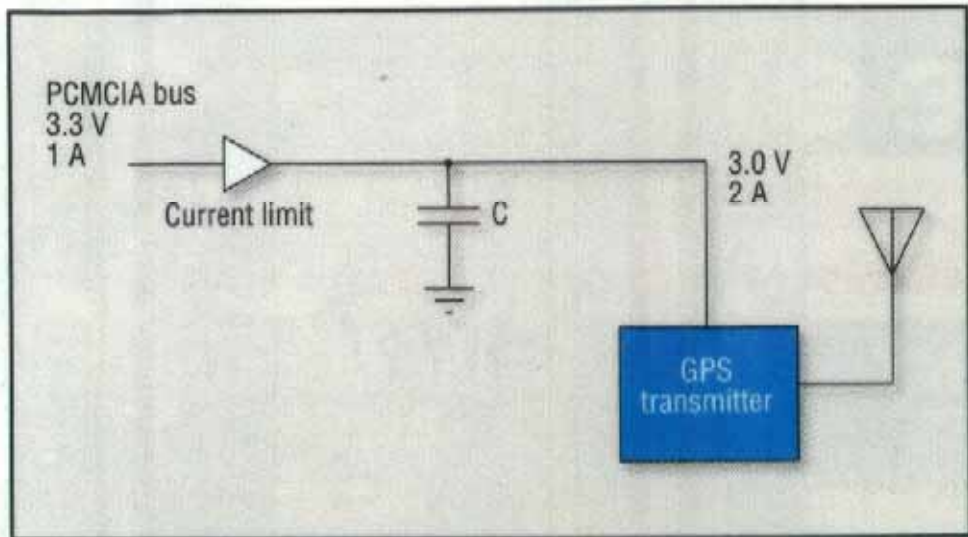 PCMCIA bus
3.3 V
1 A
Current limit
C
3.0 V
2 A
GPS
transmitter